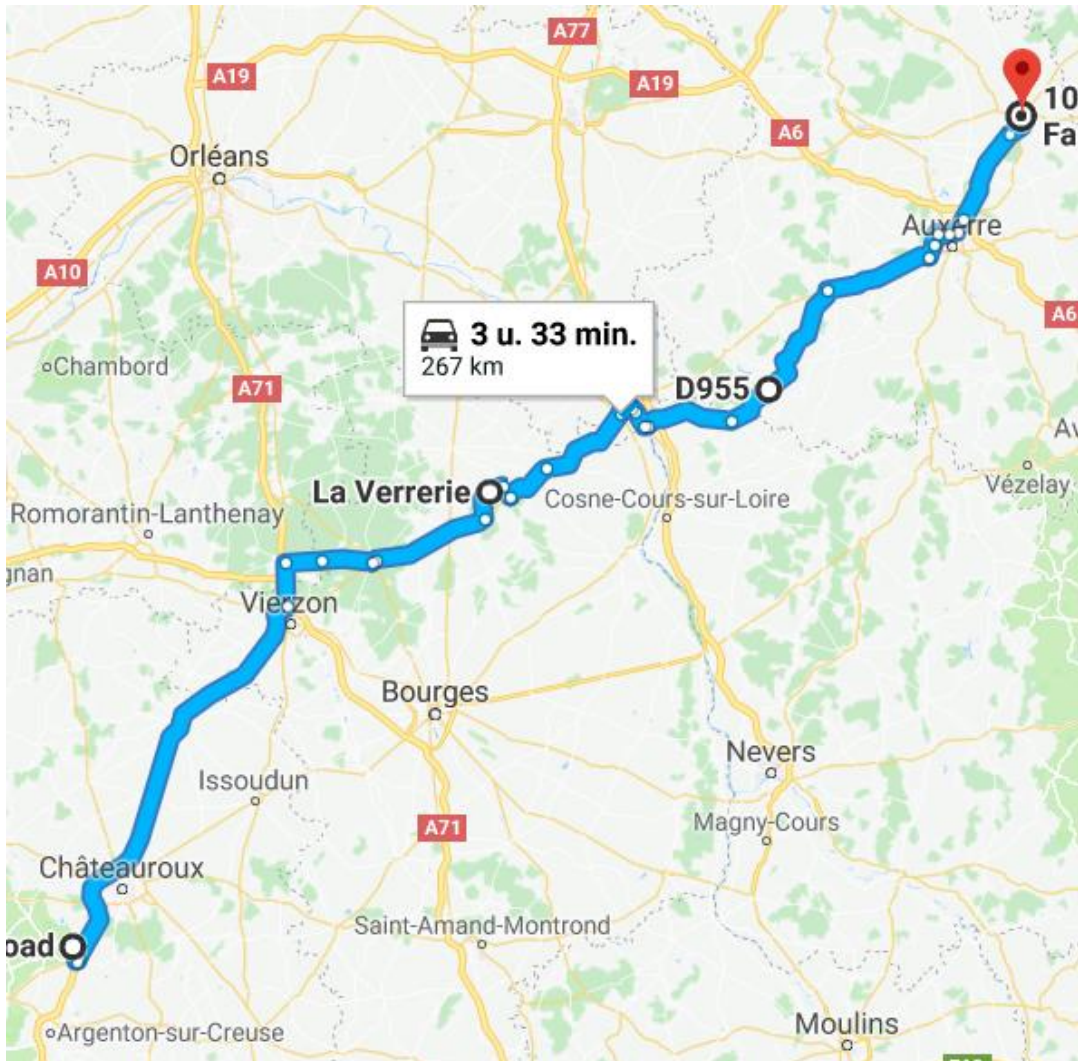 A77
A19
A19
10
Fa
A6
Orléans
Auxerre
A10
A6
3 u. 33 min.
267 km
Chambord
A71
D955
Av
La Verrerie
Vézelay
Cosne-Cours-sur-Loire
Romorantin-Lanthenay
gnan
Vierzon
Bourges
Nevers
Issoudun
Magny-Cours
A71
Châteauroux
Saint-Amand-Montrond
oad
Argenton-sur-Creuse
Moulins